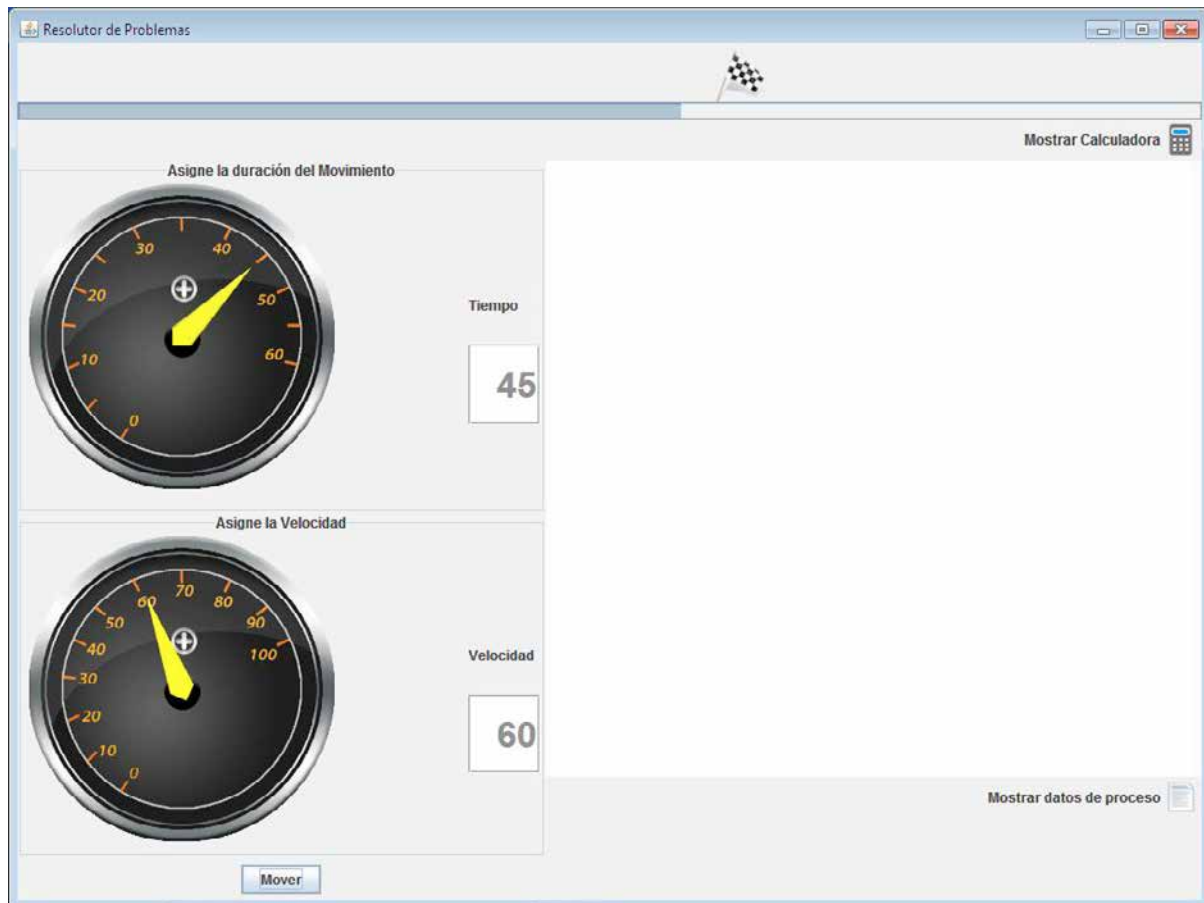 Resolutor de Problemas
Mostrar Calculadora
Asigne la duración del Movimiento
30
40
20
50
10
60
0
Tiempo
45
Asigne la Velocidad
70
60
80
50
90
40
100
30
20
10
0
Velocidad
60
Mostrar datos de proceso
Mover